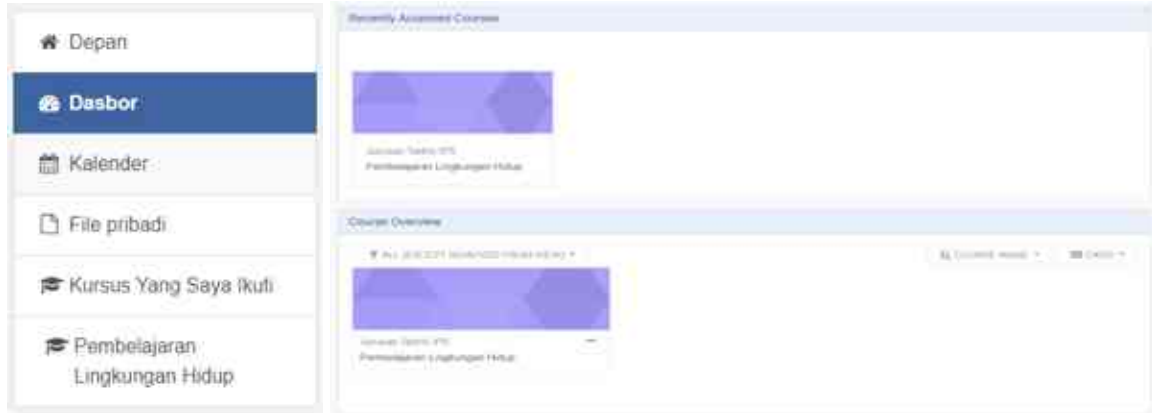 Depan
Dasbor
Kalender
File pribadi
Kursus Yang Saya Ikuti
Pembelajaran
Lingkungan Hidup
Recently Accessed Courses
Pembelajaran Lingkungan Hidup
Course Overview
Pembelajaran Lingkungan Hidup